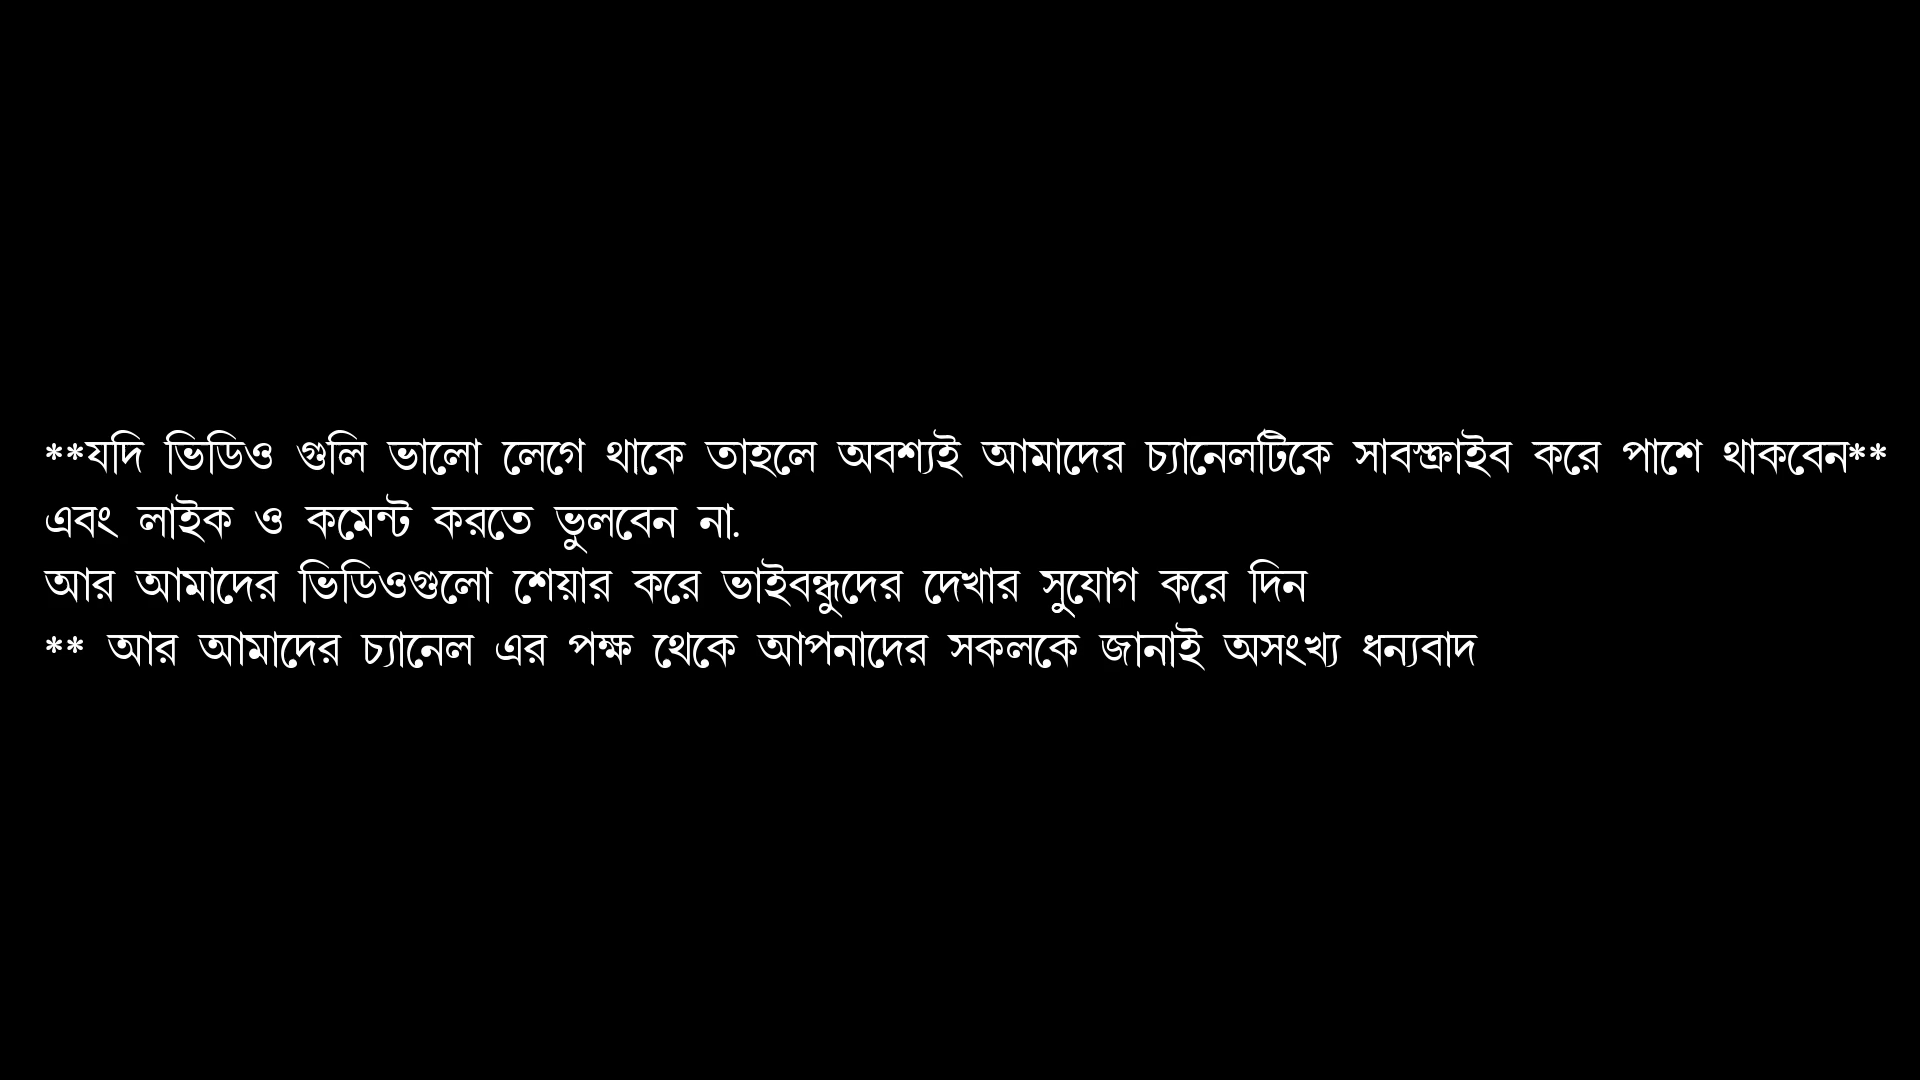 **যদি ভিডিও গুলি ভালো লেগে থাকে তাহলে অবশ্যই আমাদের চ্যানেলটিকে সাবস্ক্রাইব করে পাশে থাকবেন**
এবং লাইক ও কমেন্ট করতে ভুলবেন না.
আর আমাদের ভিডিওগুলো শেয়ার করে ভাইবন্ধুদের দেখার সুযোগ করে দিন
** আর আমাদের চ্যানেল এর পক্ষ থেকে আপনাদের সকলকে জানাই অসংখ্য ধন্যবাদ